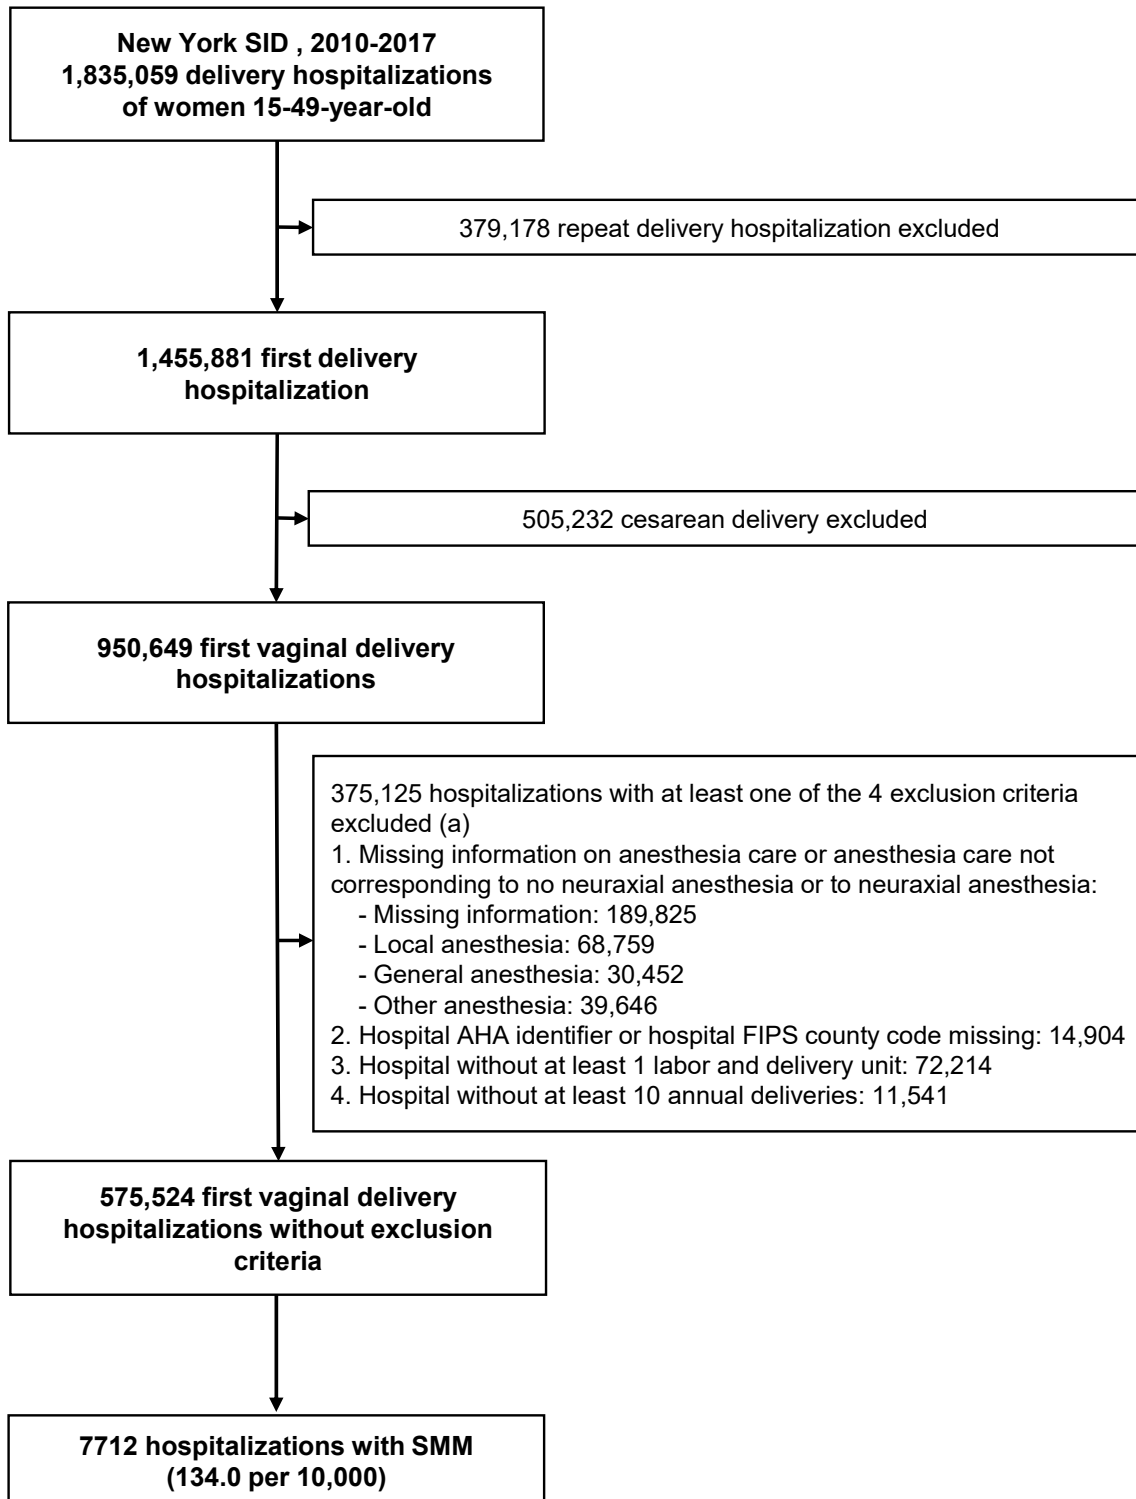 New York SID , 2010-2017
1,835,059 delivery hospitalizations
of women 15-49-year-old
379,178 repeat delivery hospitalization excluded
1,455,881 first delivery
hospitalization
505,232 cesarean delivery excluded
950,649 first vaginal delivery
hospitalizations
375,125 hospitalizations with at least one of the 4 exclusion criteria
excluded (a)
1. Missing information on anesthesia care or anesthesia care not
corresponding to no neuraxial anesthesia or to neuraxial anesthesia:
- Missing information: 189,825
- Local anesthesia: 68,759
- General anesthesia: 30,452
- Other anesthesia: 39,646
2. Hospital AHA identifier or hospital FIPS county code missing: 14,904
3. Hospital without at least 1 labor and delivery unit: 72,214
4. Hospital without at least 10 annual deliveries: 11,541
575,524 first vaginal delivery
hospitalizations without exclusion
criteria
7712 hospitalizations with SMM
(134.0 per 10,000)